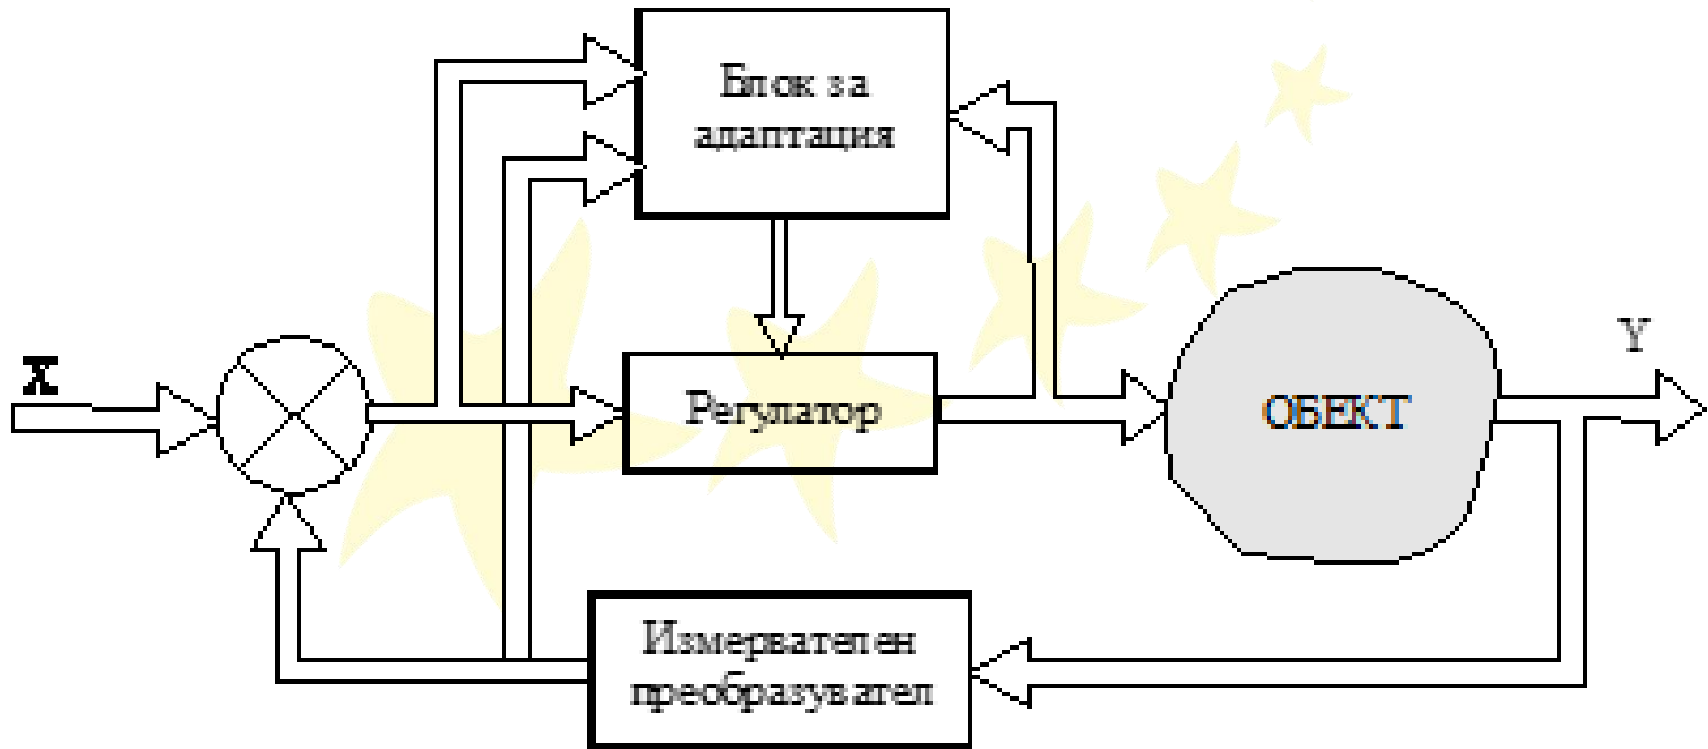 Блок за
адаптация
X
Регулатор
ОБЕКТ
Y
Измервателен
преобразувател